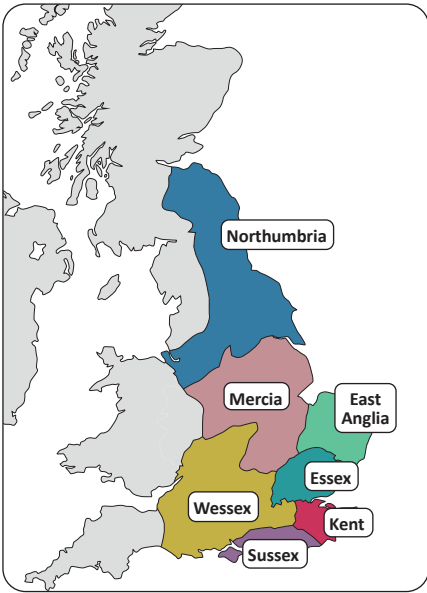 Northumbria
Mercia
East
Anglia
Essex
Wessex
Kent
Sussex